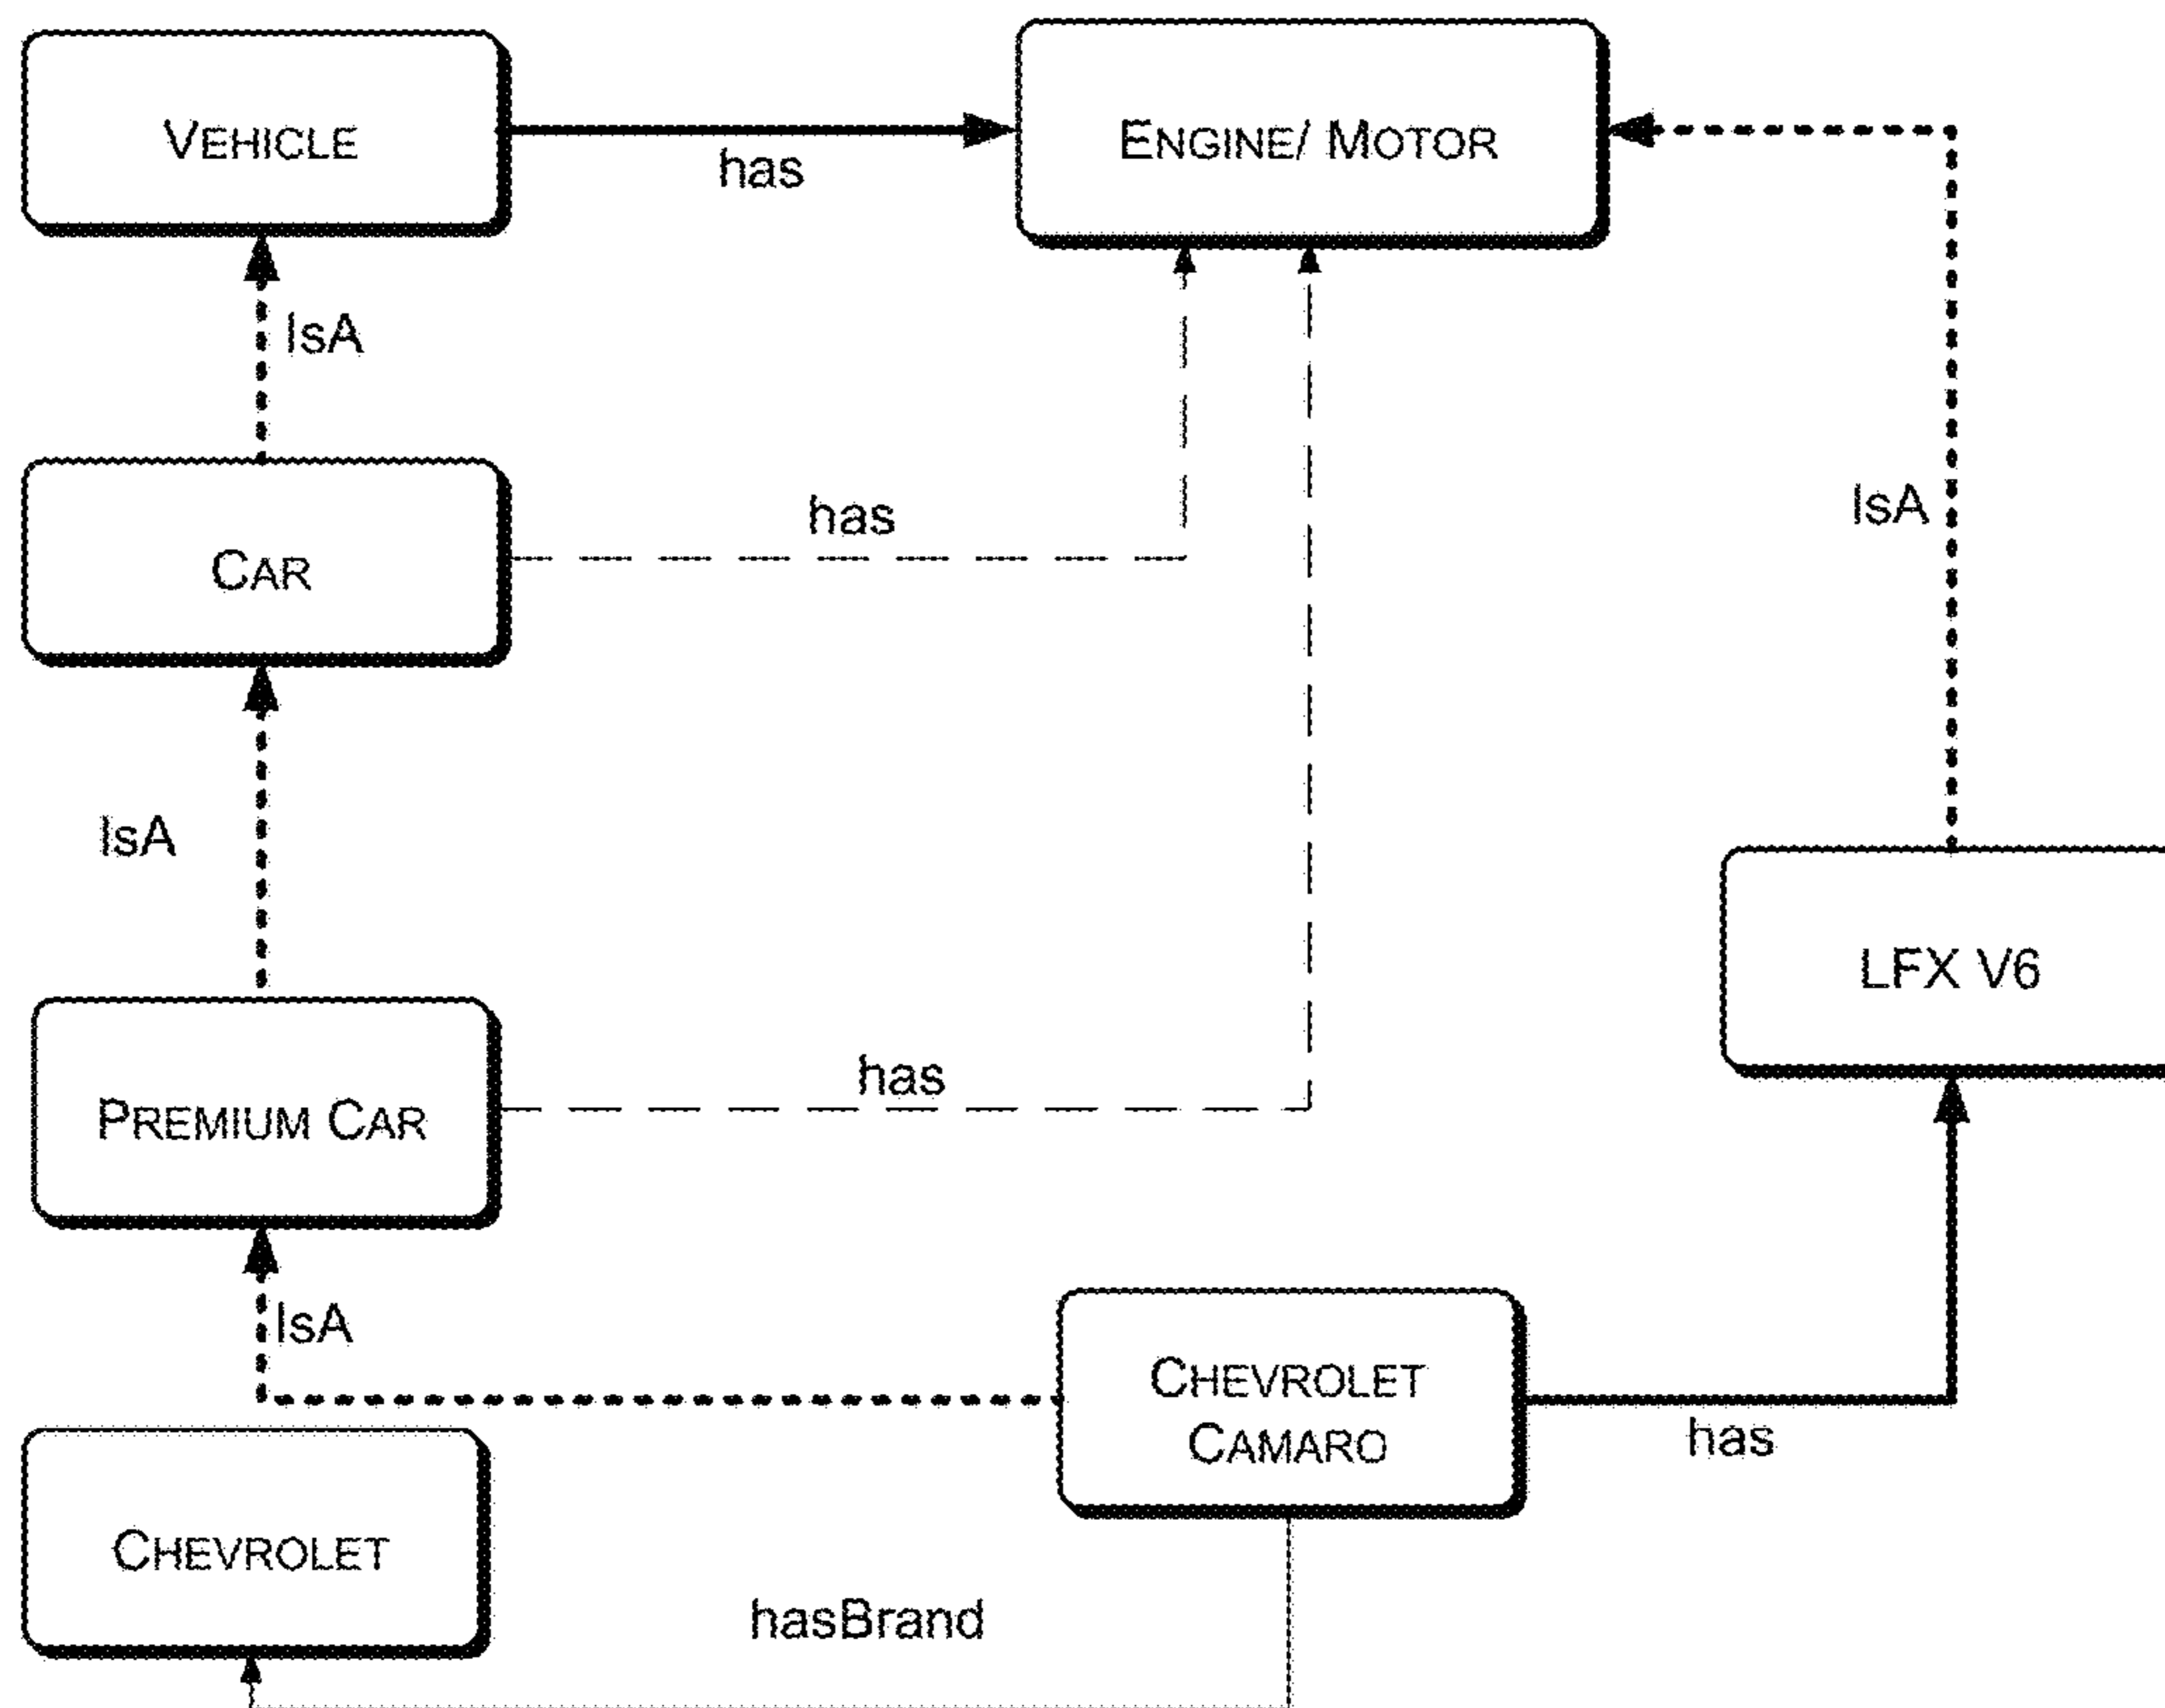 VEHICLE
has
ENGINE/ MOTOR
IsA
CAR
has
IsA
IsA
LFX V6
PREMIUM CAR
has
IsA
CHEVROLET
CAMARO
has
CHEVROLET
hasBrand